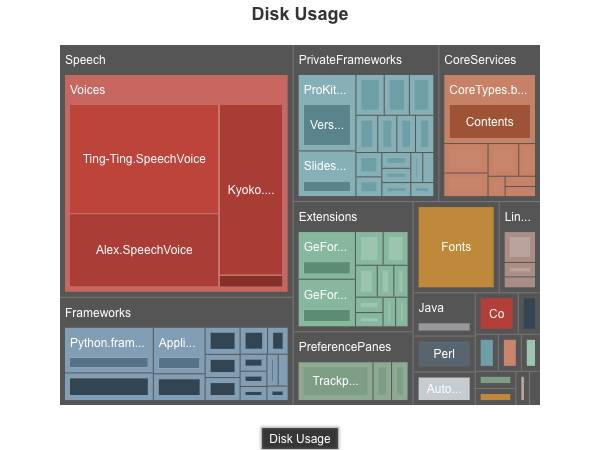 Disk Usage
Speech
Voices
Ting-Ting.SpeechVoice
Alex.SpeechVoice
Kyoko....
Frameworks
Python.fram...
Appli...
PrivateFrameworks
ProKit...
Vers...
Slides...
CoreServices
CoreTypes.b...
Contents
Extensions
GeFor...
GeFor...
PreferencePanes
Trackp...
Fonts
Lin...
Java
Co
Perl
Auto...
Disk Usage